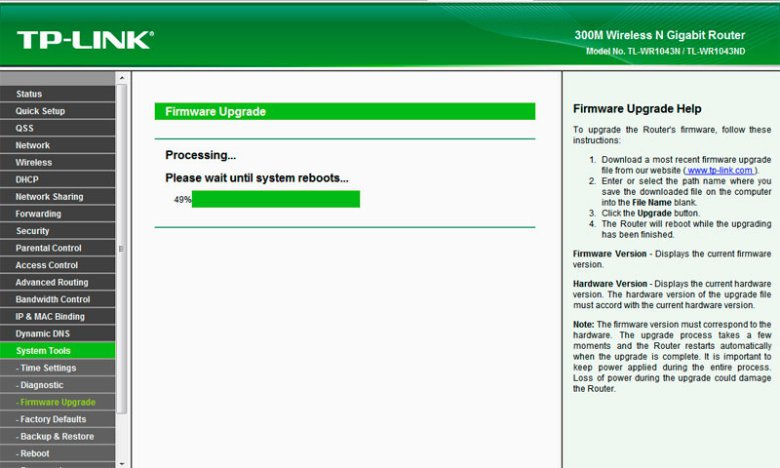 TP-LINK®
300M Wireless N Gigabit Router
Model No. TL-WR1043N / TL-WR1043ND
Status
Quick Setup
QSS
Network
Wireless
DHCP
Network Sharing
Forwarding
Security
Parental Control
Access Control
Advanced Routing
Bandwidth Control
IP & MAC Binding
Dynamic DNS
System Tools
- Time Settings
- Diagnostic
- Firmware Upgrade
- Factory Defaults
- Backup & Restore
- Reboot
Firmware Upgrade
Processing...
Please wait until system reboots...
49%
Firmware Upgrade Help
To upgrade the Router's firmware, follow these
instructions:
1. Download a most recent firmware upgrade
file from our website ( www.tp-link.com ).
2. Enter or select the path name where you
save the downloaded file on the computer
into the File Name blank.
3. Click the Upgrade button.
4. The Router will reboot while the upgrading
has been finished.
Firmware Version - Displays the current firmware
version.
Hardware Version - Displays the current hardware
version. The hardware version of the upgrade file
must accord with the current hardware version.
Note: The firmware version must correspond to the
hardware. The upgrade process takes a few
moments and the Router restarts automatically
when the upgrade is complete. It is important to
keep power applied during the entire process.
Loss of power during the upgrade could damage
the Router.